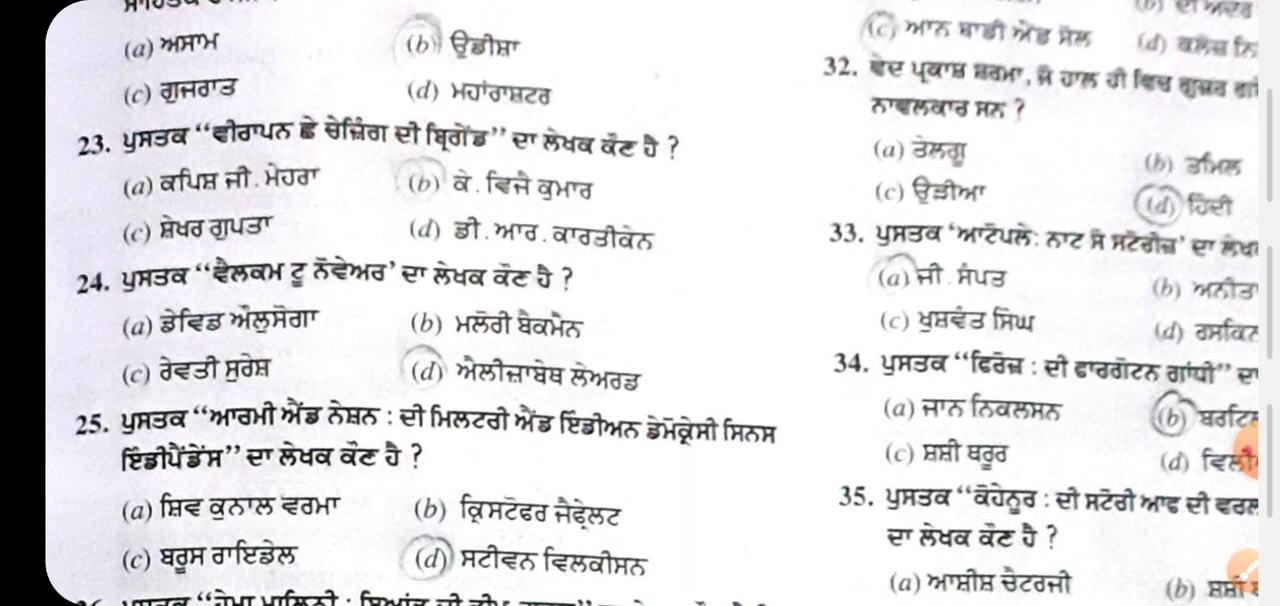 (a) ਅਸਾਮ (b) ਉਡੀਸ਼ਾ
(c) ਗੁਜਰਾਤ (d) ਮਹਾਂਰਾਸ਼ਟਰ
23. ਪੁਸਤਕ “ਵੀਰਾਪਨ ਛੇ ਚੇਜ਼ਿੰਗ ਦੀ ਬ੍ਰਿਗੇਂਡ” ਦਾ ਲੇਖਕ ਕੌਣ ਹੈ ?
(a) ਕਪਿਸ਼ ਜੀ. ਮੇਹਰਾ (b) ਕੇ. ਵਿਜੈ ਕੁਮਾਰ
(c) ਸ਼ੇਖਰ ਗੁਪਤਾ (d) ਡੀ. ਆਰ. ਕਾਰਤੀਕੇਨ
24. ਪੁਸਤਕ “ਵੈਲਕਮ ਟੂ ਨੋਵੇਅਰ’ ਦਾ ਲੇਖਕ ਕੌਣ ਹੈ ?
(a) ਡੇਵਿਡ ਔਲੁਸੋਗਾ (b) ਮਲੋਰੀ ਬੈਕਮੈਨ
(c) ਰੇਵਤੀ ਸੁਰੇਸ਼ (d) ਐਲੀਜ਼ਾਬੇਥ ਲੇਅਰਡ
25. ਪੁਸਤਕ “ਆਰਮੀ ਐਂਡ ਨੇਸ਼ਨ : ਦੀ ਮਿਲਟਰੀ ਐਂਡ ਇੰਡੀਅਨ ਡੇਮੋਕ੍ਰੇਸੀ ਸਿਨਸ
ਇੰਡੀਪੈਂਡੇਂਸ” ਦਾ ਲੇਖਕ ਕੌਣ ਹੈ ?
(a) ਸ਼ਿਵ ਕੁਨਾਲ ਵਰਮਾ (b) ਕ੍ਰਿਸਟੋਫਰ ਜੈਫ੍ਰੇਲਟ
(c) ਬਰੂਸ ਰਾਇਡੇਲ (d) ਸਟੀਵਨ ਵਿਲਕੀਸਨ
(c) ਆਨ ਬਾਡੀ ਐਂਡ ਸੋਲ (d)
32. ਵੇਦ ਪ੍ਰਕਾਸ਼ ਸ਼ਰਮਾ, ਜੋ ਹਾਲ ਹੀ ਵਿਚ ਗੁਜ਼ਰ
ਨਾਵਲਕਾਰ ਸਨ ?
(a) ਤੇਲਗੂ (b) ਤਮਿਲ
(c) ਉੜੀਆ (d) ਹਿੰਦੀ
33. ਪੁਸਤਕ ‘ਆਟੋਪਲੇ: ਨਾਟ ਸੋ ਸਟੋਰੀਜ਼’ ਦਾ
(a) ਜੀ. ਸੰਪਤ (b)
(c) ਖੁਸ਼ਵੰਤ ਸਿੰਘ (d)
34. ਪੁਸਤਕ “ਫਿਰੋਜ਼ : ਦੀ ਫਾਰਗੋਟਨ ਗਾਂਧੀ” ਦਾ
(a) ਜਾਨ ਨਿਕਲਸਨ (b)
(c) ਸ਼ਸ਼ੀ ਥਰੂਰ (d)
35. ਪੁਸਤਕ “ਕੋਹੇਨੂਰ : ਦੀ ਸਟੋਰੀ ਆਫ ਦੀ
ਦਾ ਲੇਖਕ ਕੌਣ ਹੈ ?
(a) ਆਸ਼ੀਸ਼ ਚੈਟਰਜੀ (b) ਸ਼ਸ਼ੀ